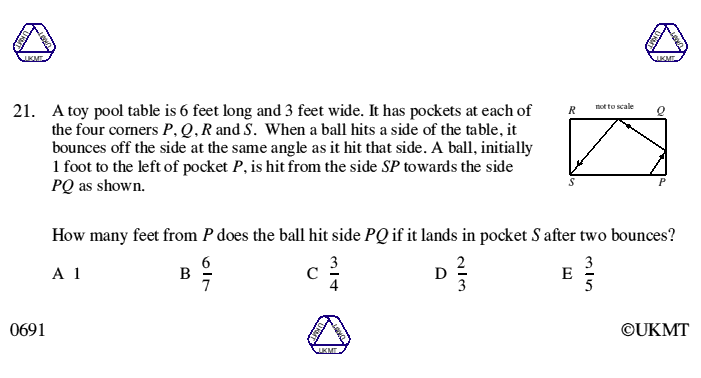 UKMT UKMT UKMT
UKMT UKMT UKMT
21. A toy pool table is 6 feet long and 3 feet wide. It has pockets at each of
the four corners P, Q, R and S. When a ball hits a side of the table, it
bounces off the side at the same angle as it hit that side. A ball, initially
1 foot to the left of pocket P, is hit from the side SP towards the side
PQ as shown.
R not to scale Q
S P
How many feet from P does the ball hit side PQ if it lands in pocket S after two bounces?
A 1 B 6/7 C 3/4 D 2/3 E 3/5
0691 ©UKMT
UKMT UKMT UKMT